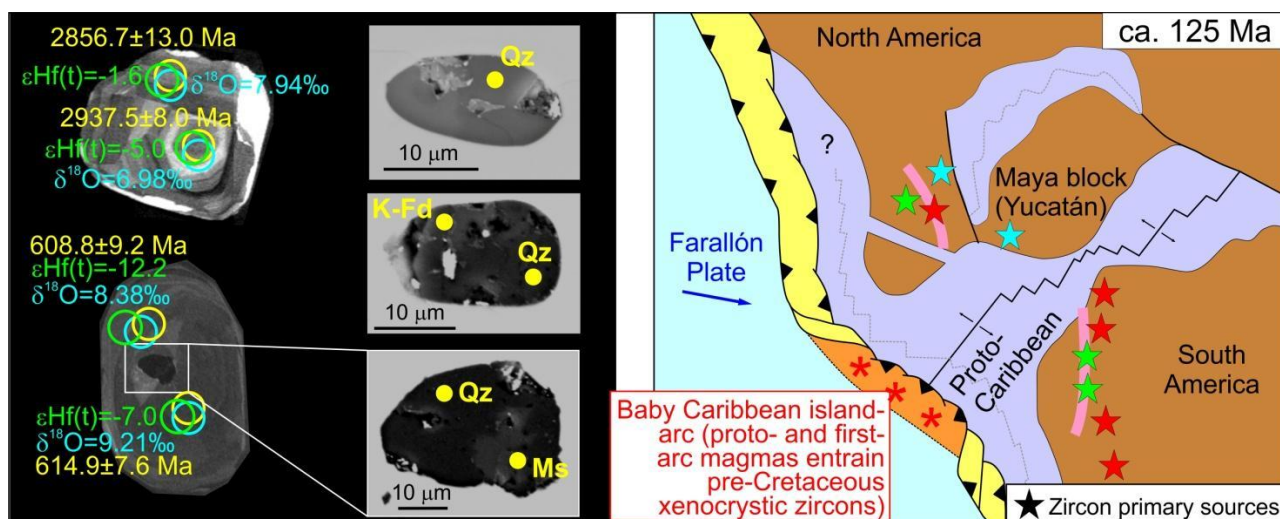 2856.7±13.0 Ma
εHf(t)=-1.6
δ¹⁸O=7.94‰
2937.5±8.0 Ma
εHf(t)=-5.0
δ¹⁸O=6.98‰
608.8±9.2 Ma
εHf(t)=-12.2
δ¹⁸O=8.38‰
εHf(t)=-7.0
δ¹⁸O=9.21‰
614.9±7.6 Ma
Qz
10 μm
K-Fd
Qz
10 μm
Qz
Ms
10 μm
ca. 125 Ma
North America
?
Maya block
(Yucatán)
Farallón
Plate
Proto-
Caribbean
South
America
Baby Caribbean island-
arc (proto- and first-
arc magmas entrain
pre-Cretaceous
xenocrystic zircons)
Zircon primary sources